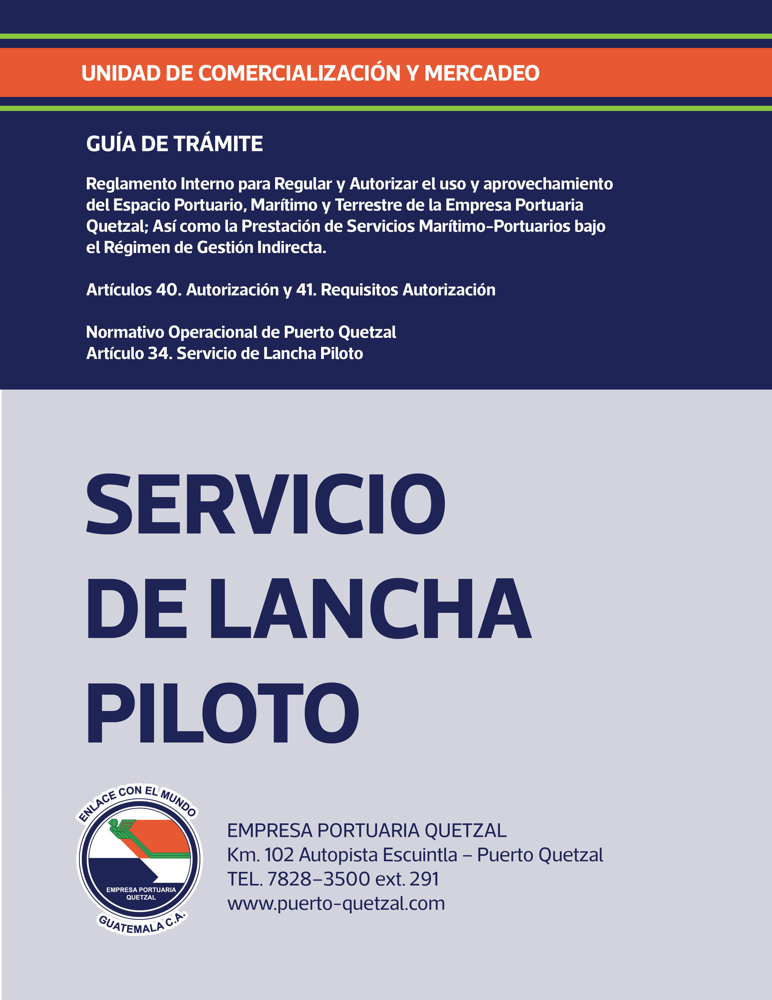 UNIDAD DE COMERCIALIZACIÓN Y MERCADEO
GUÍA DE TRÁMITE
Reglamento Interno para Regular y Autorizar el uso y aprovechamiento
del Espacio Portuario, Marítimo y Terrestre de la Empresa Portuaria
Quetzal; Así como la Prestación de Servicios Marítimo-Portuarios bajo
el Régimen de Gestión Indirecta.
Artículos 40. Autorización y 41. Requisitos Autorización
Normativo Operacional de Puerto Quetzal
Artículo 34. Servicio de Lancha Piloto
SERVICIO
DE LANCHA
PILOTO
ENLACE CON EL MUNDO
EMPRESA PORTUARIA
QUETZAL
GUATEMALA C.A.
EMPRESA PORTUARIA QUETZAL
Km. 102 Autopista Escuintla – Puerto Quetzal
TEL. 7828–3500 ext. 291
www.puerto-quetzal.com